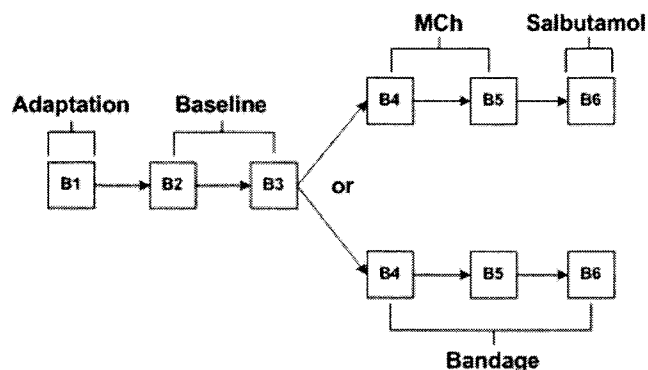 MCh Salbutamol
B4 B5 B6
Adaptation Baseline
B1 B2 B3 or
B4 B5 B6
Bandage